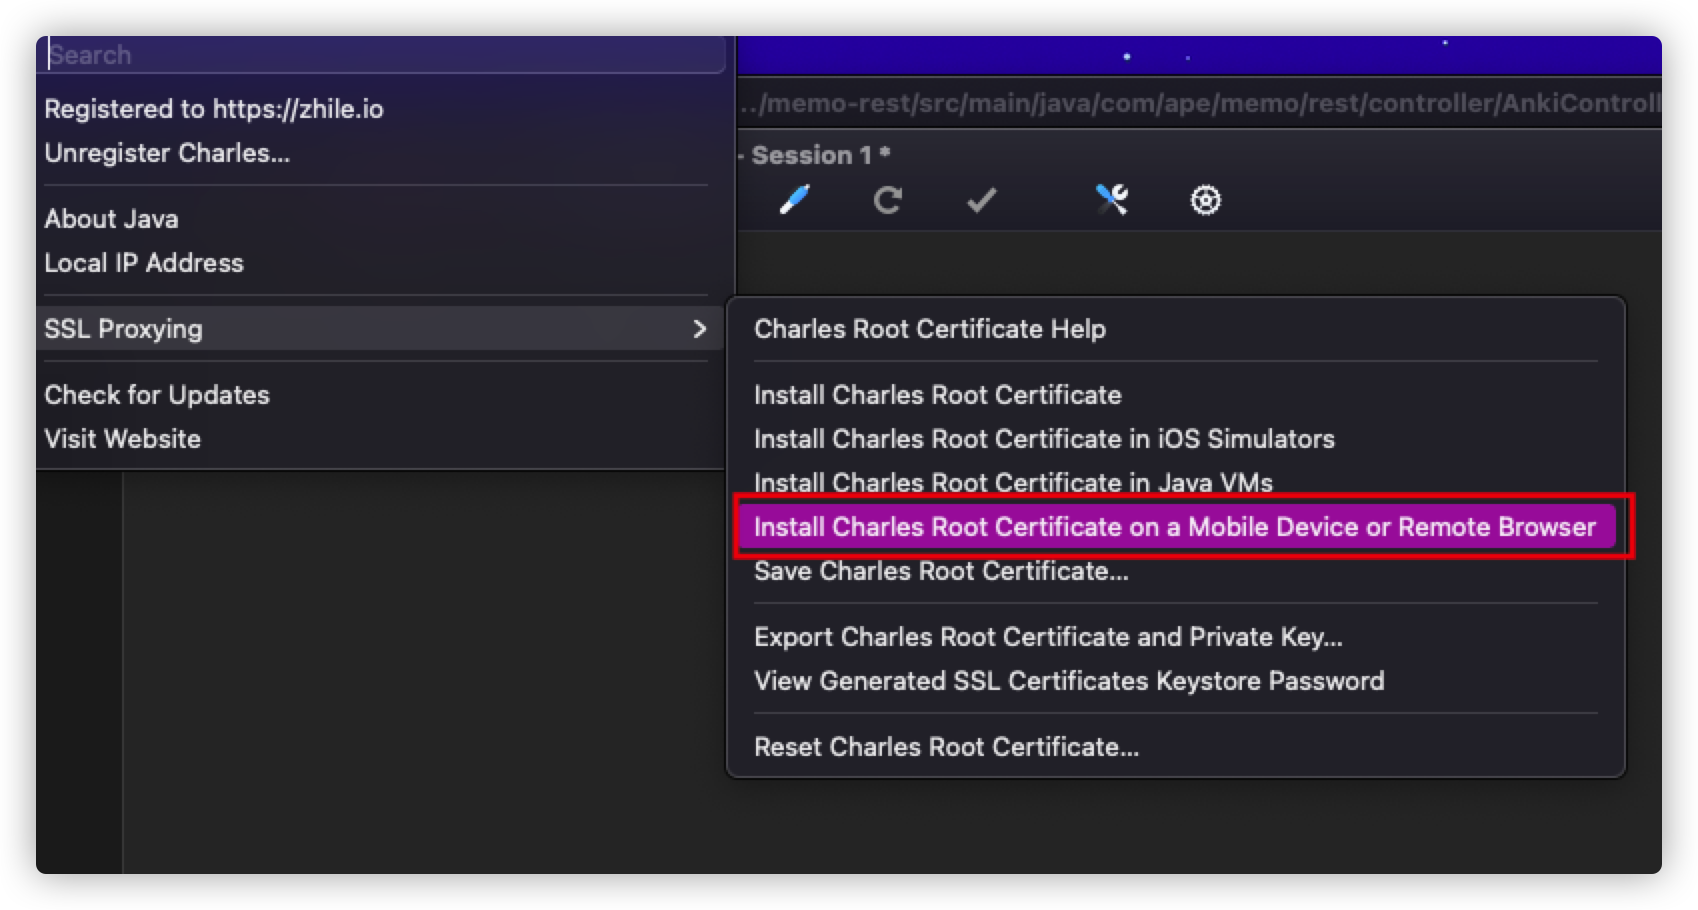 Search
Registered to https://zhile.io
Unregister Charles...
About Java
Local IP Address
SSL Proxying
Check for Updates
Visit Website
../memo-rest/src/main/java/com/ape/memo/rest/controller/AnkiControll
- Session 1 *
Charles Root Certificate Help
Install Charles Root Certificate
Install Charles Root Certificate in iOS Simulators
Install Charles Root Certificate in Java VMs
Install Charles Root Certificate on a Mobile Device or Remote Browser
Save Charles Root Certificate...
Export Charles Root Certificate and Private Key...
View Generated SSL Certificates Keystore Password
Reset Charles Root Certificate...